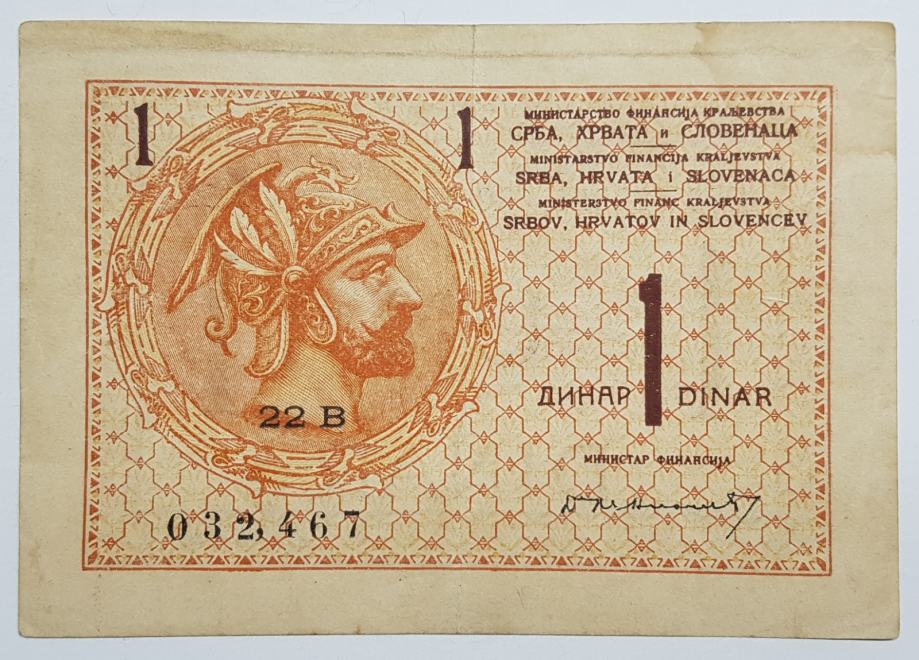 1
1
МИНИСТАРСТВО ФИНАНСИЈА КРАЉЕВСТВА
СРБА, ХРВАТА и СЛОВЕНАЦА
MINISTARSTVO FINANCIJA KRALJEVSTVA
SRBA, HRVATA i SLOVENACA
MINISTERSTVO FINANC KRALJEVSTVA
SRBOV, HRVATOV IN SLOVENCEV
1
ДИНАР DINAR
22 B
МИНИСТАР ФИНАНСИЈА
032,467